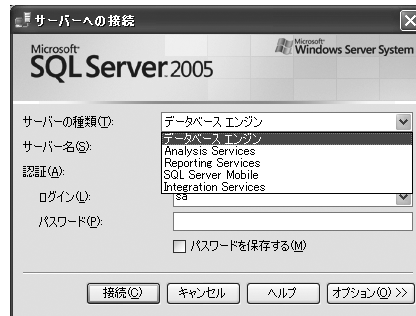 サーバーへの接続
Microsoft
SQL Server 2005
Microsoft
Windows Server System
サーバーの種類(T):
データベース エンジン
サーバー名(S):
データベース エンジン
Analysis Services
Reporting Services
SQL Server Mobile
Integration Services
認証(A):
ログイン(L):
sa
パスワード(P):
パスワードを保存する(M)
接続(C)
キャンセル
ヘルプ
オプション(O) >>